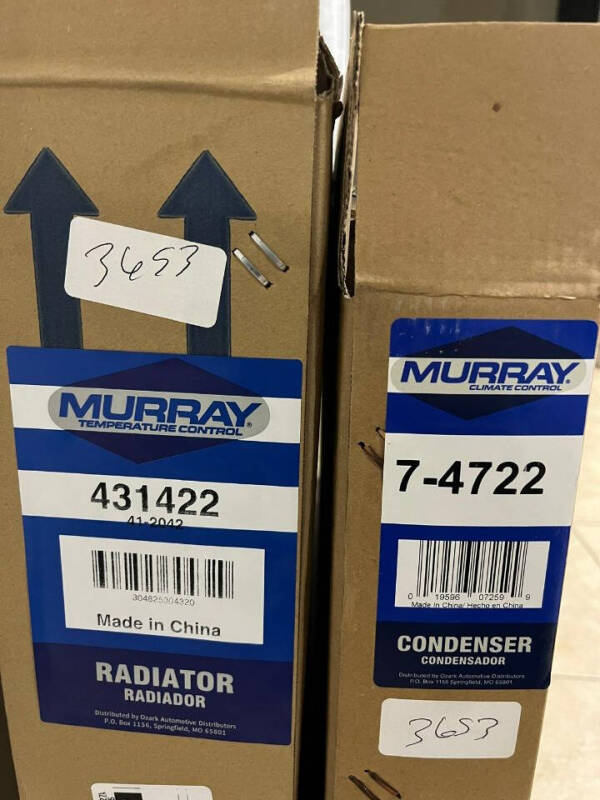 3653
MURRAY®
TEMPERATURE CONTROL
431422
41-2042
304825304320
Made in China
RADIATOR
RADIADOR
Distributed by Ozark Automotive Distributors
P.O. Box 1156, Springfield, MO 65801
MURRAY®
CLIMATE CONTROL
7-4722
0 19596 07259 9
Made in China/ Hecho en China
CONDENSER
CONDENSADOR
Distributed by Ozark Automotive Distributors
P.O. Box 1156 Springfield, MO 65801
3653